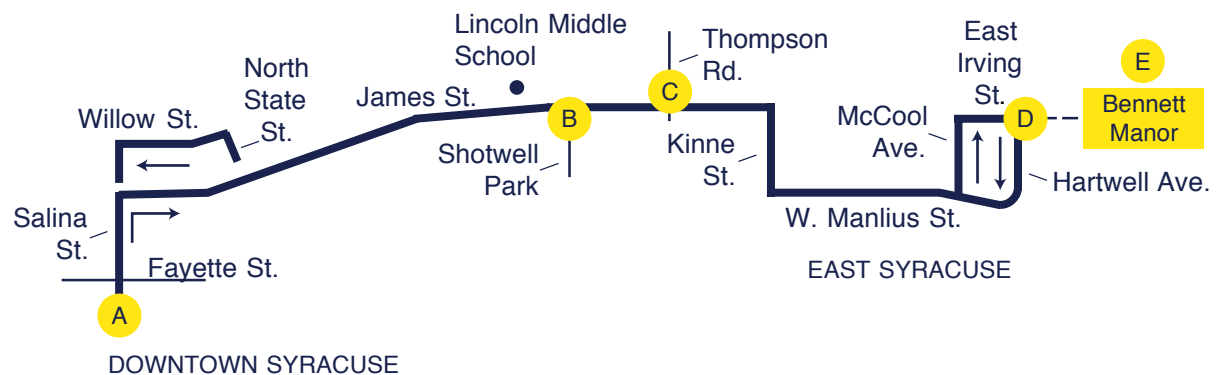 Lincoln Middle
School
Thompson
Rd.
East
Irving
St.
E
North
State
St.
C
James St.
Bennett
Manor
Willow St.
B
D
McCool
Ave.
Shotwell
Park
Kinne
St.
Hartwell Ave.
Salina
St.
W. Manlius St.
Fayette St.
EAST SYRACUSE
A
DOWNTOWN SYRACUSE